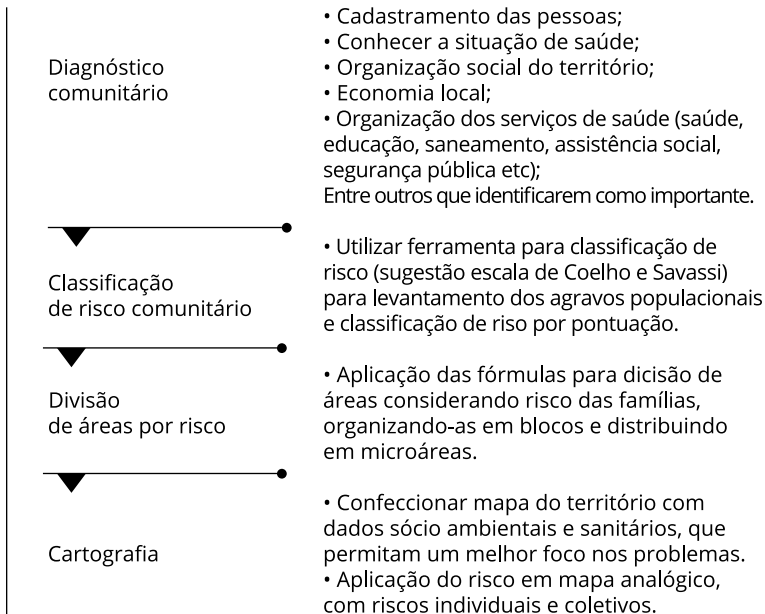 Diagnóstico
comunitário
• Cadastramento das pessoas;
• Conhecer a situação de saúde;
• Organização social do território;
• Economia local;
• Organização dos serviços de saúde (saúde,
educação, saneamento, assistência social,
segurança pública etc);
Entre outros que identificarem como importante.
Classificação
de risco comunitário
• Utilizar ferramenta para classificação de
risco (sugestão escala de Coelho e Savassi)
para levantamento dos agravos populacionais
e classificação de riso por pontuação.
Divisão
de áreas por risco
• Aplicação das fórmulas para dicisão de
áreas considerando risco das famílias,
organizando-as em blocos e distribuindo
em microáreas.
Cartografia
• Confeccionar mapa do território com
dados sócio ambientais e sanitários, que
permitam um melhor foco nos problemas.
• Aplicação do risco em mapa analógico,
com riscos individuais e coletivos.